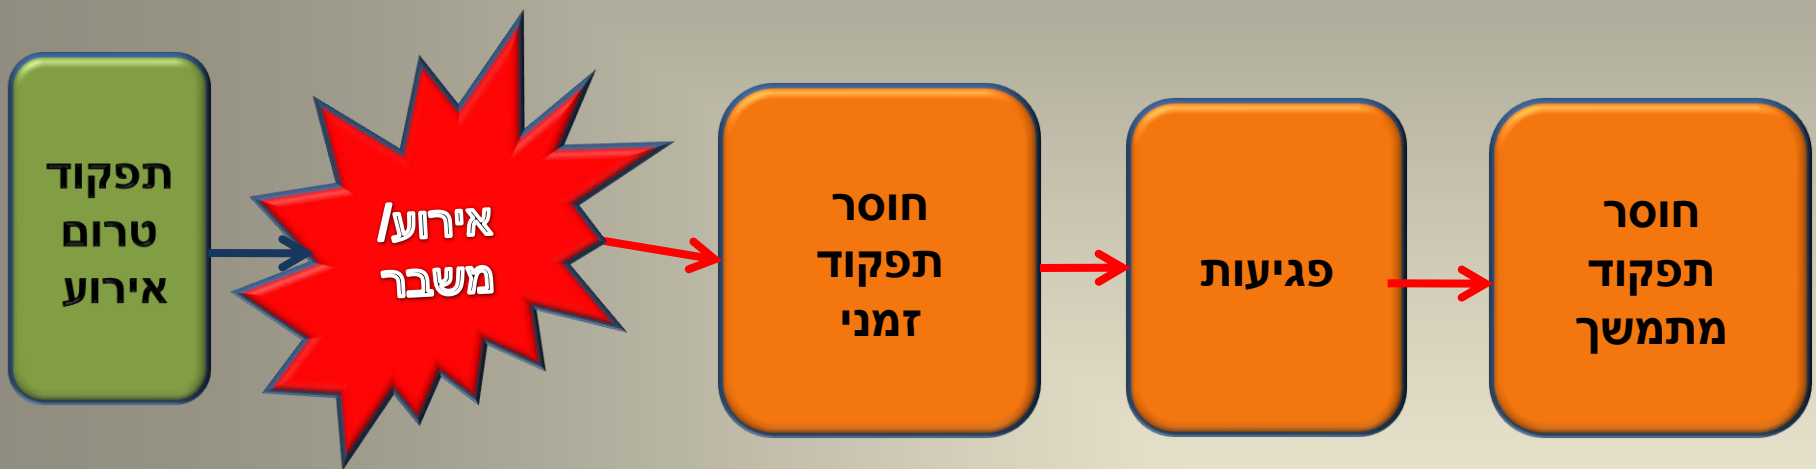 תפקוד
טרום
אירוע
אירוע/
משבר
חוסר
תפקוד
זמני
פגיעות
חוסר
תפקוד
מתמשך